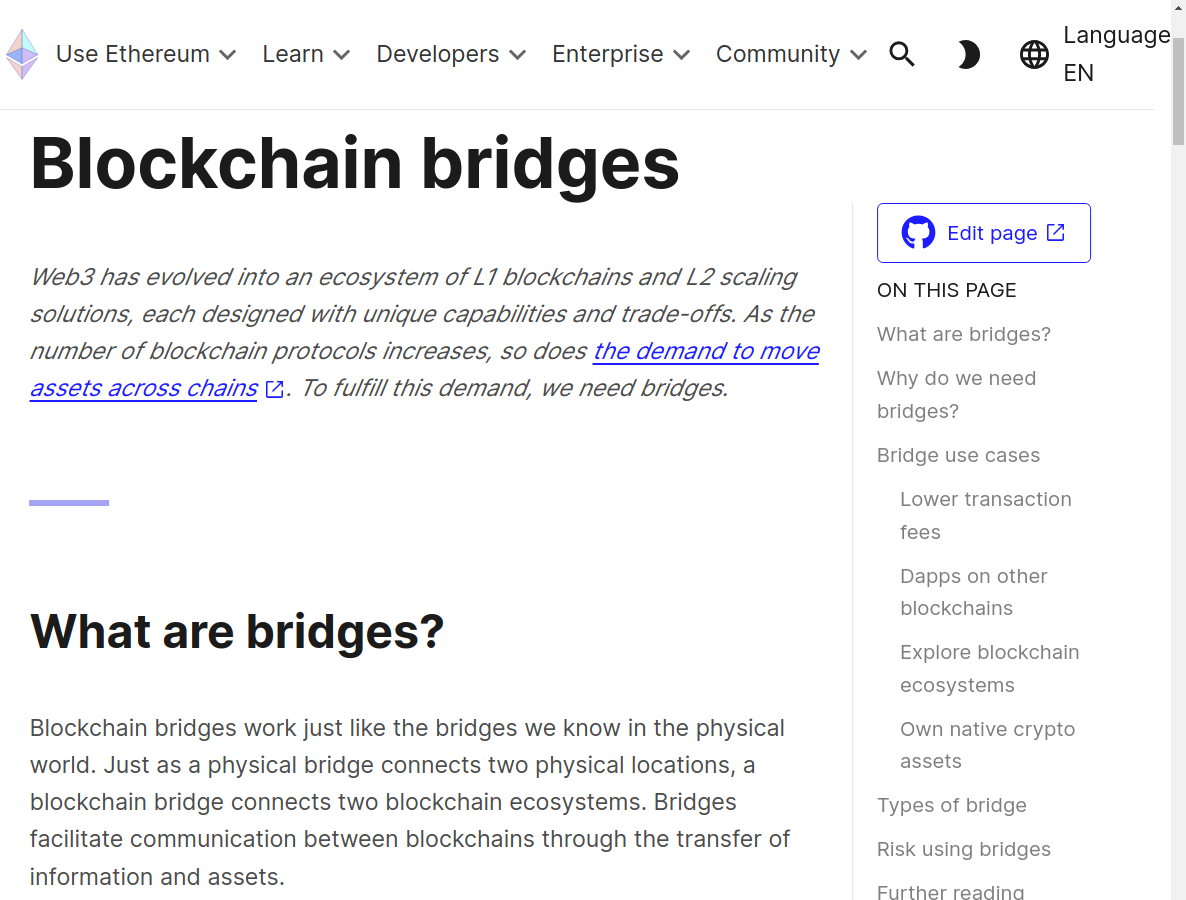 Use Ethereum Learn Developers Enterprise Community Language
EN
Blockchain bridges
Web3 has evolved into an ecosystem of L1 blockchains and L2 scaling
solutions, each designed with unique capabilities and trade-offs. As the
number of blockchain protocols increases, so does the demand to move
assets across chains. To fulfill this demand, we need bridges.
What are bridges?
Blockchain bridges work just like the bridges we know in the physical
world. Just as a physical bridge connects two physical locations, a
blockchain bridge connects two blockchain ecosystems. Bridges
facilitate communication between blockchains through the transfer of
information and assets.
Edit page
ON THIS PAGE
What are bridges?
Why do we need
bridges?
Bridge use cases
Lower transaction
fees
Dapps on other
blockchains
Explore blockchain
ecosystems
Own native crypto
assets
Types of bridge
Risk using bridges
Further reading